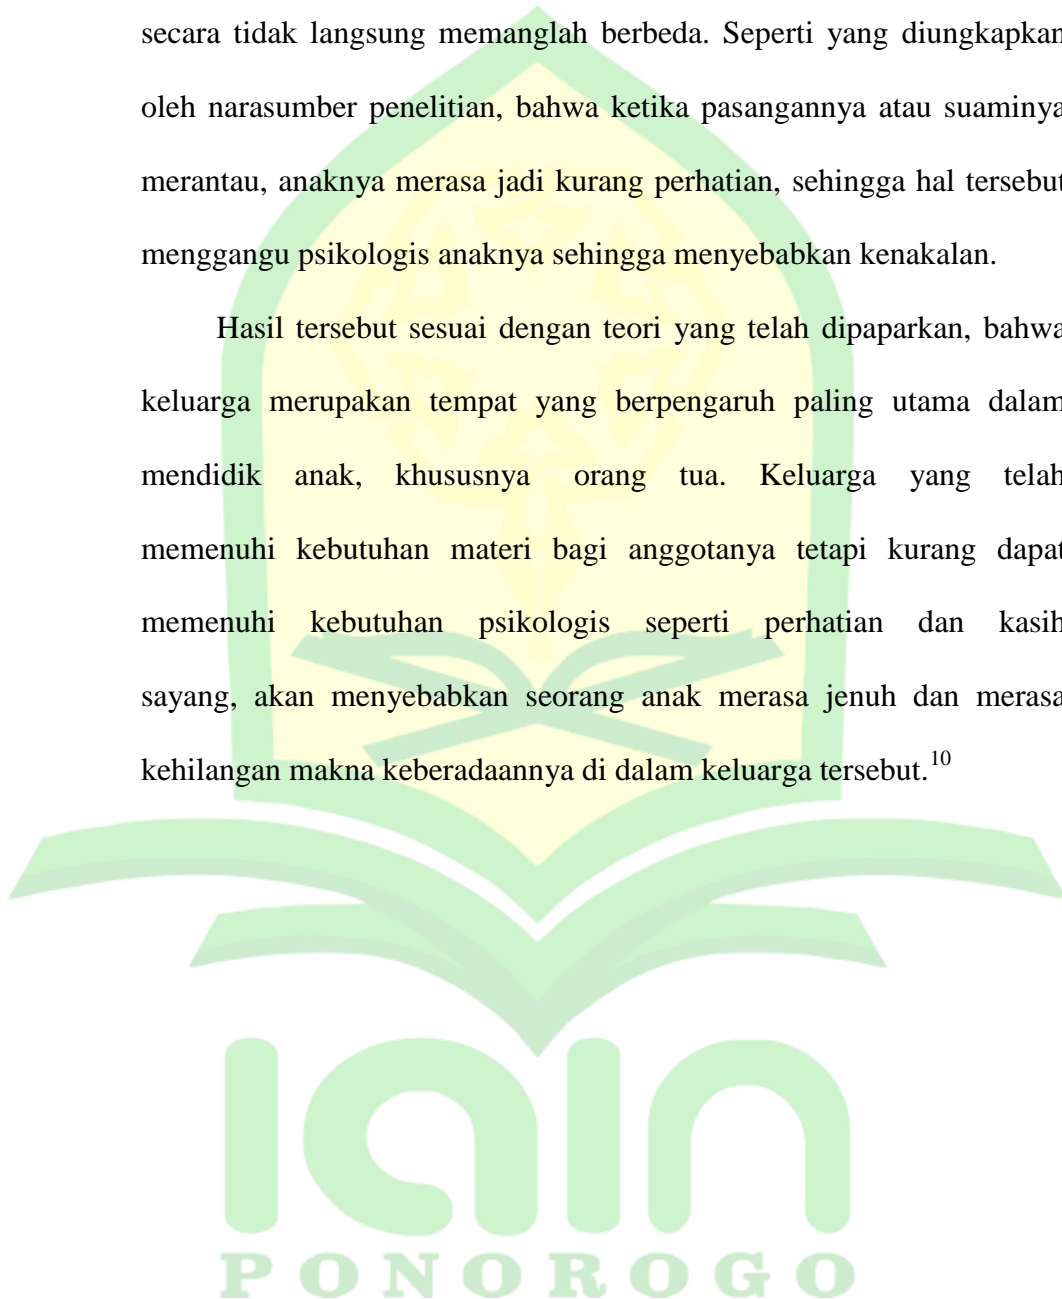 secara tidak langsung memanglah berbeda. Seperti yang diungkapkan
oleh narasumber penelitian, bahwa ketika pasangannya atau suaminya
merantau, anaknya merasa jadi kurang perhatian, sehingga hal tersebut
menggangu psikologis anaknya sehingga menyebabkan kenakalan.
Hasil tersebut sesuai dengan teori yang telah dipaparkan, bahwa
keluarga merupakan tempat yang berpengaruh paling utama dalam
mendidik anak, khususnya orang tua. Keluarga yang telah
memenuhi kebutuhan materi bagi anggotanya tetapi kurang dapat
memenuhi kebutuhan psikologis seperti perhatian dan kasih
sayang, akan menyebabkan seorang anak merasa jenuh dan merasa
kehilangan makna keberadaannya di dalam keluarga tersebut.10
iain
PONOROGO